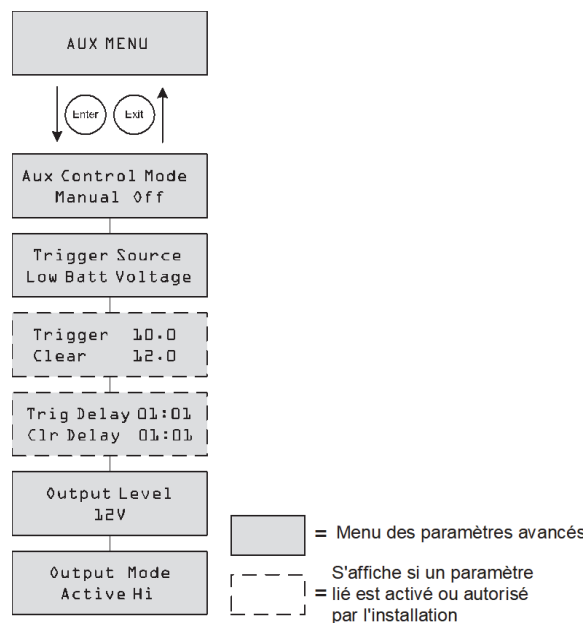 AUX MENU
Enter Exit
Aux Control Mode
Manual Off
Trigger Source
Low Batt Voltage
Trigger 10.0
Clear 12.0
Trig Delay 01:01
Clr Delay 01:01
Output Level
12V
Output Mode
Active Hi
= Menu des paramètres avancés
S'affiche si un paramètre
= lié est activé ou autorisé
par l'installation